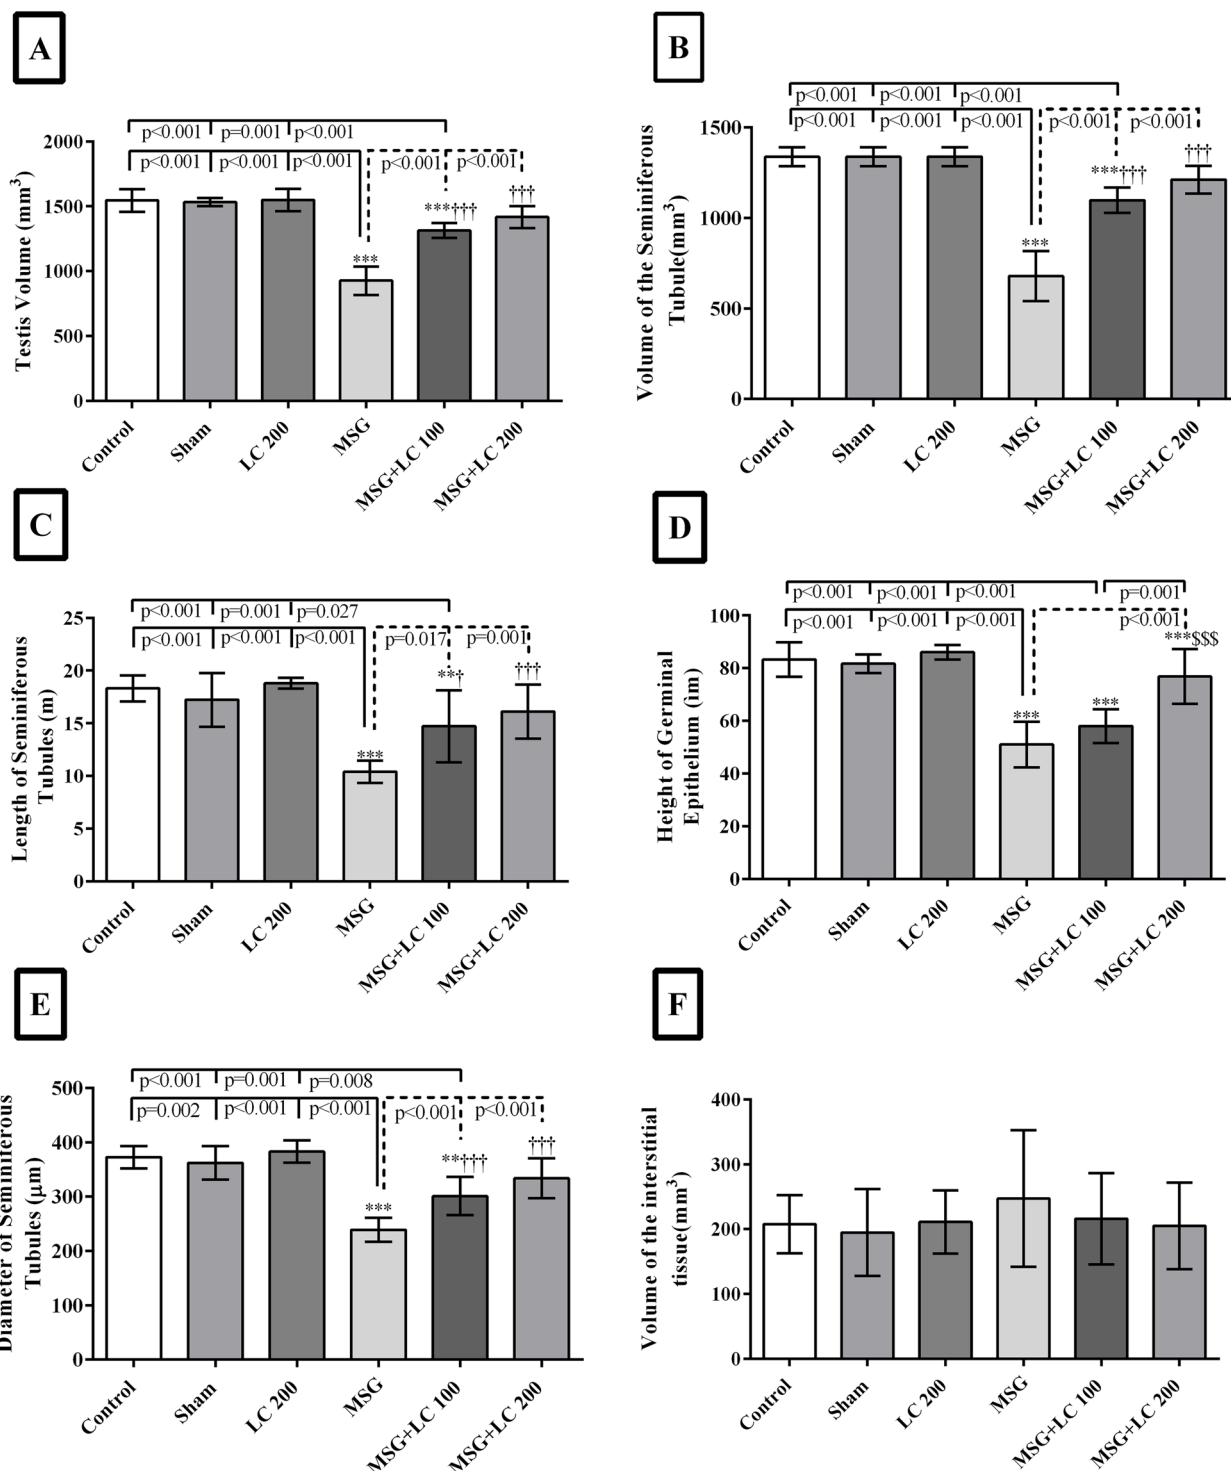 A
p<0.001 p=0.001 p<0.001
p<0.001 p<0.001 p<0.001 p<0.001 p<0.001
Testis Volume (mm³)
2000
1500
1000
500
0
***
***†††
†††
Control
Sham
LC 200
MSG
MSG+LC 100
MSG+LC 200
B
p<0.001 p<0.001 p<0.001
p<0.001 p<0.001 p<0.001 p<0.001 p<0.001
Volume of the Seminiferous
Tubule(mm³)
1500
1000
500
0
***
***†††
†††
Control
Sham
LC 200
MSG
MSG+LC 100
MSG+LC 200
C
p<0.001 p=0.001 p=0.027
p<0.001 p<0.001 p<0.001 p=0.017 p=0.001
Length of Seminiferous
Tubules (m)
25
20
15
10
5
0
***
**†
†††
Control
Sham
LC 200
MSG
MSG+LC 100
MSG+LC 200
D
p<0.001 p<0.001 p<0.001 p=0.001
p<0.001 p<0.001 p<0.001 p<0.001
Height of Germinal
Epithelium (im)
100
80
60
40
20
0
***
***
***$$$
Control
Sham
LC 200
MSG
MSG+LC 100
MSG+LC 200
E
p<0.001 p=0.001 p=0.008
p=0.002 p<0.001 p<0.001 p<0.001 p<0.001
Diameter of Seminiferous
Tubules (μm)
500
400
300
200
100
0
***
**†††
†††
Control
Sham
LC 200
MSG
MSG+LC 100
MSG+LC 200
F
Volume of the interstitial
tissue(mm³)
400
300
200
100
0
Control
Sham
LC 200
MSG
MSG+LC 100
MSG+LC 200